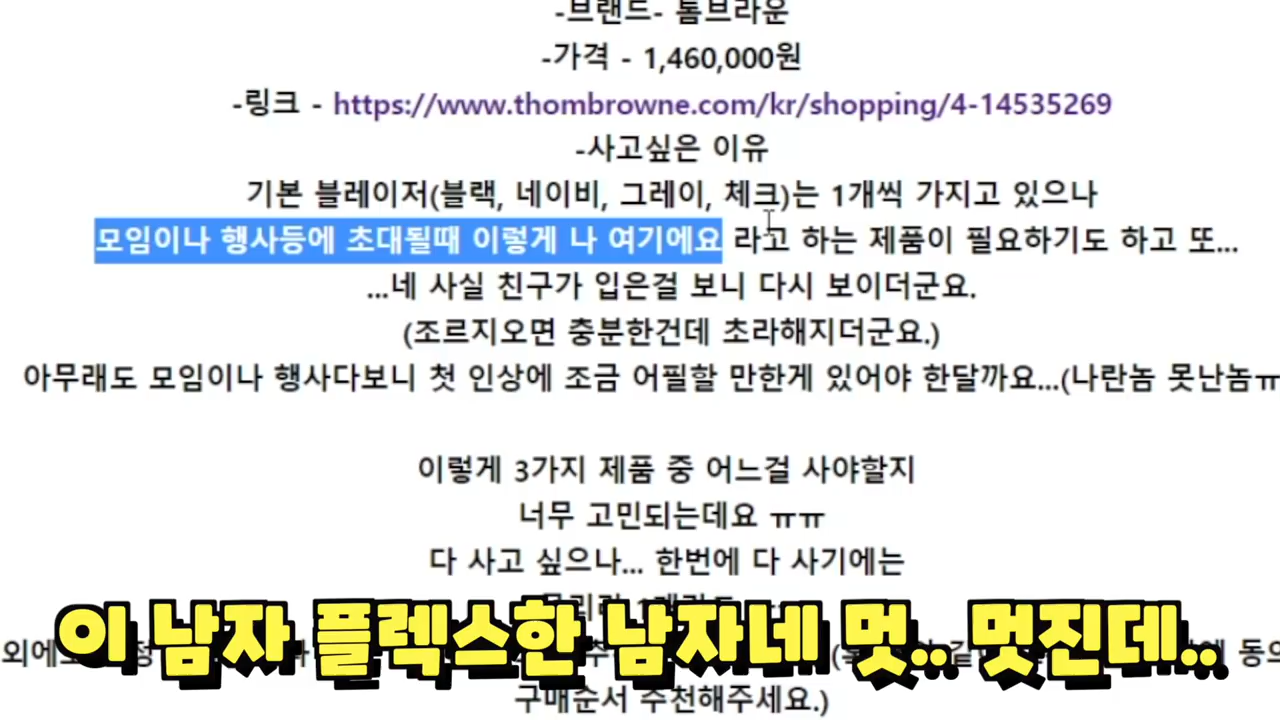 -브랜드- 톰브라운
-가격 - 1,460,000원
-링크 - https://www.thombrowne.com/kr/shopping/4-14535269
-사고싶은 이유
기본 블레이저(블랙, 네이비, 그레이, 체크)는 1개씩 가지고 있으나
모임이나 행사등에 초대될때 이렇게 나 여기에요 라고 하는 제품이 필요하기도 하고 또...
...네 사실 친구가 입은걸 보니 다시 보이더군요.
(조르지오면 충분한건데 초라해지더군요.)
아무래도 모임이나 행사다보니 첫 인상에 조금 어필할 만한게 있어야 한달까요...(나란놈 못난놈ㅠ
이렇게 3가지 제품 중 어느걸 사야할지
너무 고민되는데요 ㅠㅠ
다 사고 싶으나... 한번에 다 사기에는
이 남자 플렉스한 남자네 멋.. 멋진데..
구매순서 추천해주세요.)